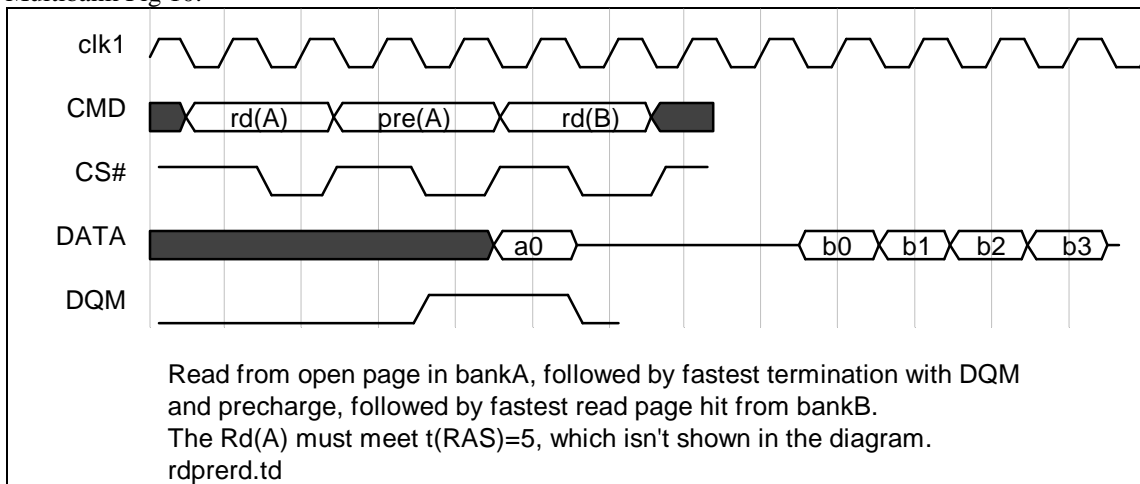 clk1
CMD rd(A) pre(A) rd(B)
CS#
DATA a0 b0 b1 b2 b3
DQM
Read from open page in bankA, followed by fastest termination with DQM
and precharge, followed by fastest read page hit from bankB.
The Rd(A) must meet t(RAS)=5, which isn't shown in the diagram.
rdprerd.td